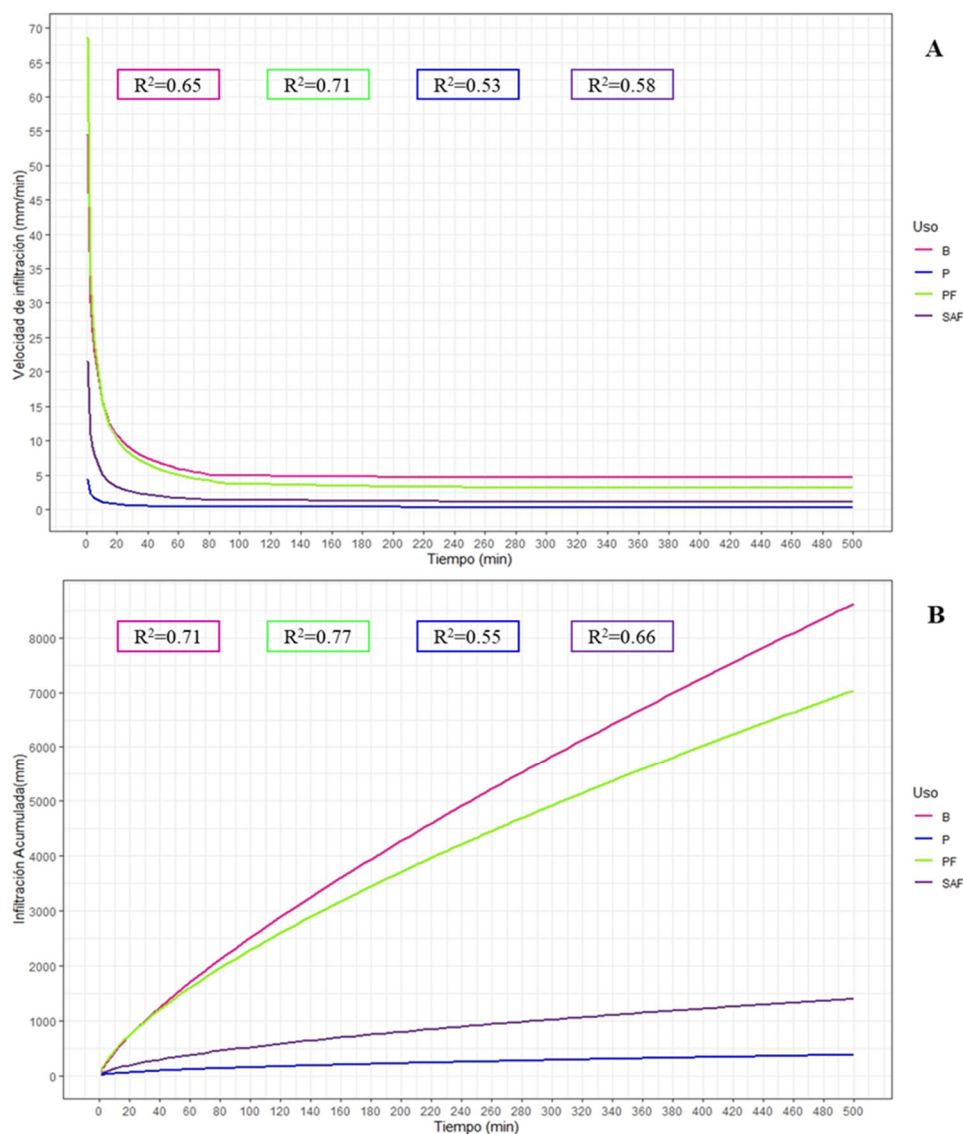 A
R²=0.65 R²=0.71 R²=0.53 R²=0.58
Velocidad de infiltración (mm/min)
70
65
60
55
50
45
40
35
30
25
20
15
10
5
0
0 20 40 60 80 100 120 140 160 180 200 220 240 260 280 300 320 340 360 380 400 420 440 460 480 500
Tiempo (min)
Uso
B
P
PF
SAF
B
R²=0.71 R²=0.77 R²=0.55 R²=0.66
Infiltración Acumulada(mm)
8000
7000
6000
5000
4000
3000
2000
1000
0
0 20 40 60 80 100 120 140 160 180 200 220 240 260 280 300 320 340 360 380 400 420 440 460 480 500
Tiempo (min)
Uso
B
P
PF
SAF